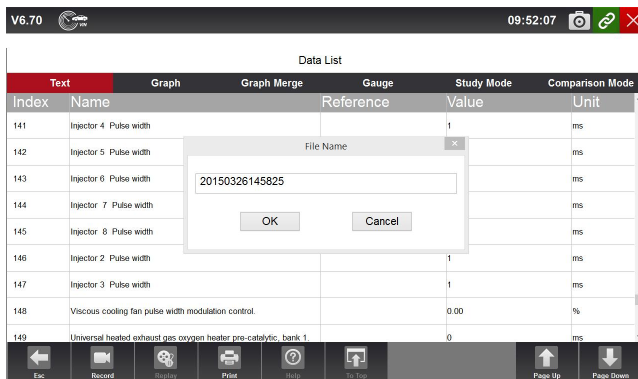 V6.70 VIN 09:52:07
Data List
Text Graph Graph Merge Gauge Study Mode Comparison Mode
Index Name Reference Value Unit
141 Injector 4 Pulse width 1 ms
142 Injector 5 Pulse width ms
143 Injector 6 Pulse width ms
144 Injector 7 Pulse width ms
145 Injector 8 Pulse width ms
146 Injector 2 Pulse width 1 ms
147 Injector 3 Pulse width 1 ms
148 Viscous cooling fan pulse width modulation control. 0.00 %
149 Universal heated exhaust gas oxygen heater pre-catalytic, bank 1. 0 ms
File Name
20150326145825
OK Cancel
Esc Record Replay Print Help To Top Page Up Page Down